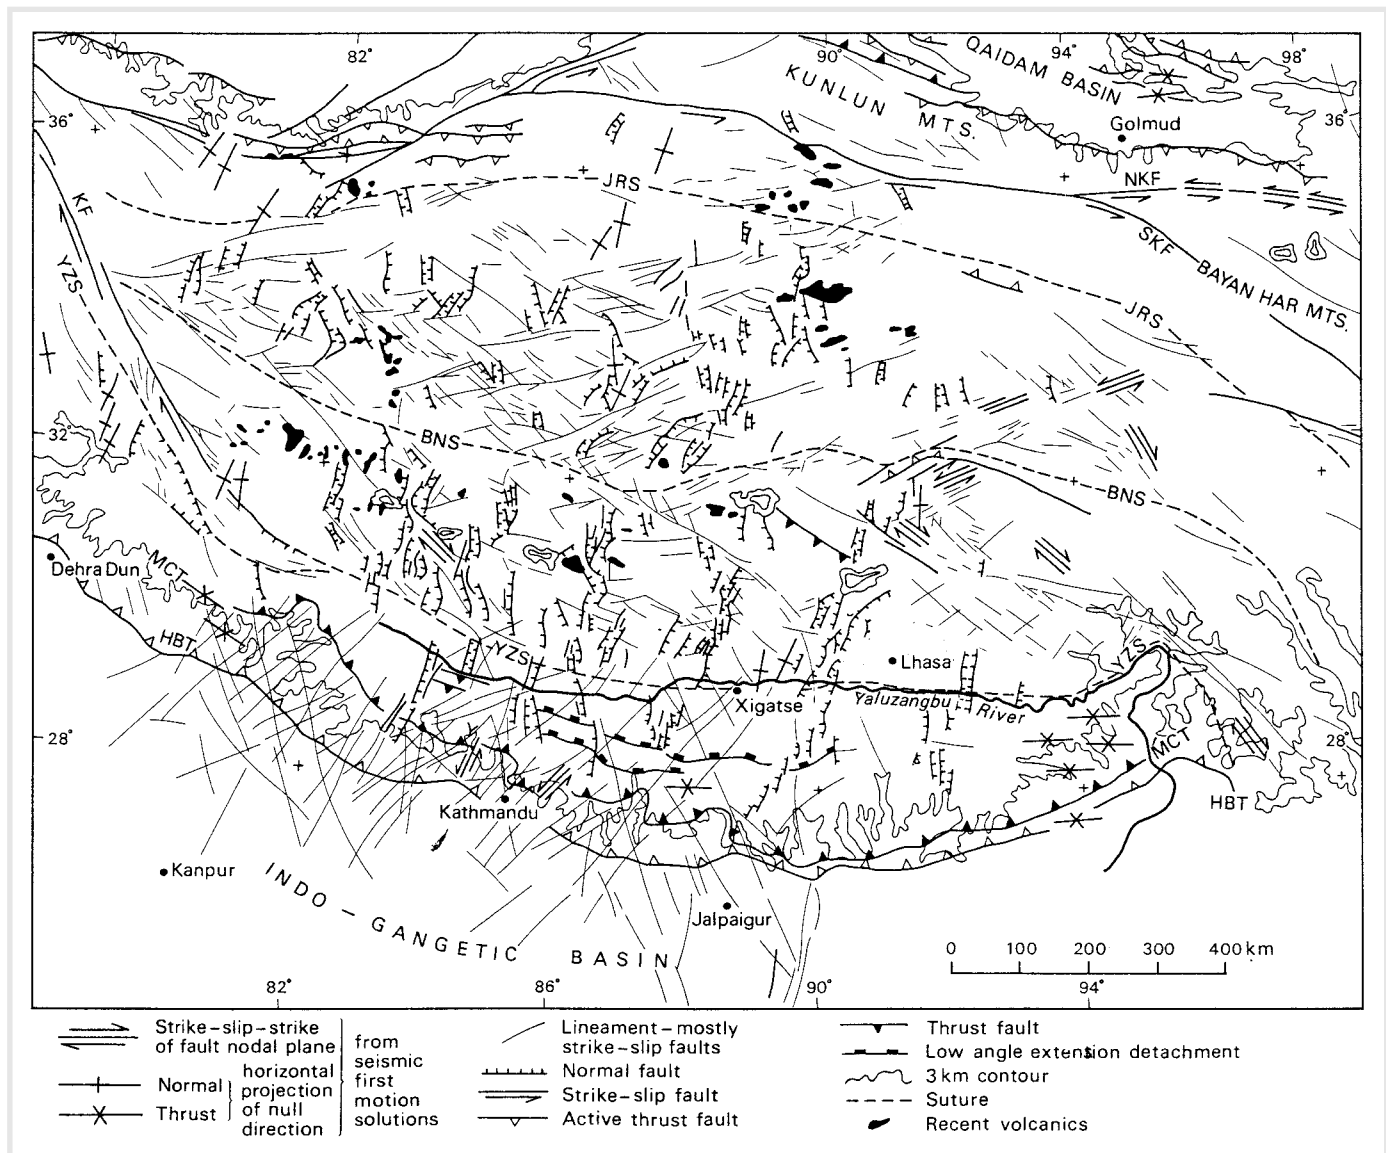 82°
90°
94°
98°
QAIDAM BASIN
KUNLUN MTS.
36°
36°
Golmud
JRS
NKF
KF
SKF
BAYAN HAR MTS.
YZS
JRS
32°
BNS
BNS
Dehra Dun
MCT
HBT
YZS
Lhasa
YZS
Xigatse
Yaluzangbu River
28°
MCT
28°
HBT
Kathmandu
Kanpur
INDO-GANGETIC BASIN
Jalpaigur
0 100 200 300 400 km
82°
86°
90°
94°
Strike-slip-strike
of fault nodal plane
Normal
Thrust
horizontal
projection
of null
direction
from
seismic
first
motion
solutions
Lineament-mostly
strike-slip faults
Normal fault
Strike-slip fault
Active thrust fault
Thrust fault
Low angle extension detachment
3 km contour
Suture
Recent volcanics